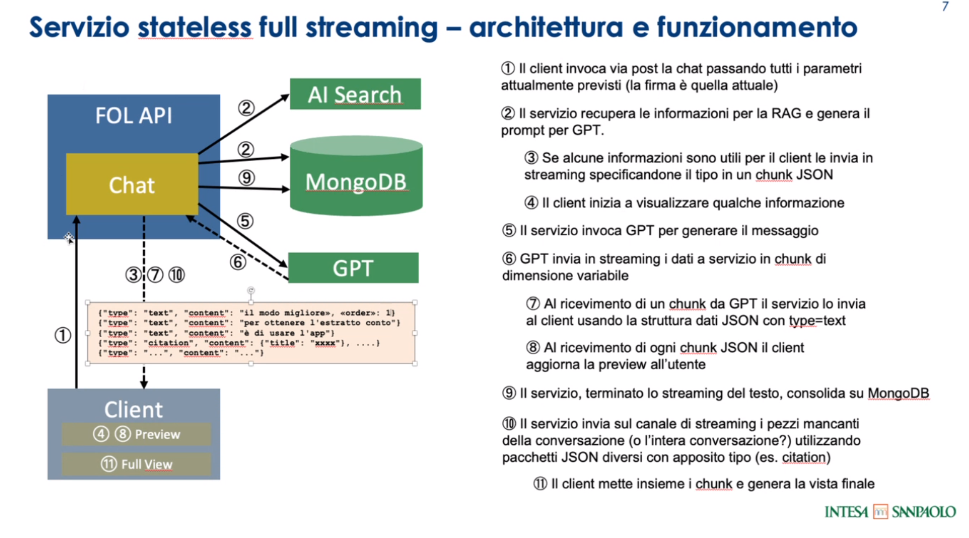 7
Servizio stateless full streaming – architettura e funzionamento
FOL API
Chat
AI Search
MongoDB
GPT
②
②
⑨
⑤
⑥
③ ⑦ ⑩
①
{"type": "text", "content": "il modo migliore», «order»: 1}
{"type": "text", "content": "per ottenere l'estratto conto"}
{"type": "text", "content": "è di usare l'app"}
{"type": "citation", "content": {"title": "xxxx"}, ....}
{"type": "...", "content": "..."}
Client
④ ⑧ Preview
⑪ Full View
① Il client invoca via post la chat passando tutti i parametri
attualmente previsti (la firma è quella attuale)
② Il servizio recupera le informazioni per la RAG e genera il
prompt per GPT.
③ Se alcune informazioni sono utili per il client le invia in
streaming specificandone il tipo in un chunk JSON
④ Il client inizia a visualizzare qualche informazione
⑤ Il servizio invoca GPT per generare il messaggio
⑥ GPT invia in streaming i dati a servizio in chunk di
dimensione variabile
⑦ Al ricevimento di un chunk da GPT il servizio lo invia
al client usando la struttura dati JSON con type=text
⑧ Al ricevimento di ogni chunk JSON il client
aggiorna la preview all'utente
⑨ Il servizio, terminato lo streaming del testo, consolida su MongoDB
⑩ Il servizio invia sul canale di streaming i pezzi mancanti
della conversazione (o l'intera conversazione?) utilizzando
pacchetti JSON diversi con apposito tipo (es. citation)
⑪ Il client mette insieme i chunk e genera la vista finale
INTESA SANPAOLO